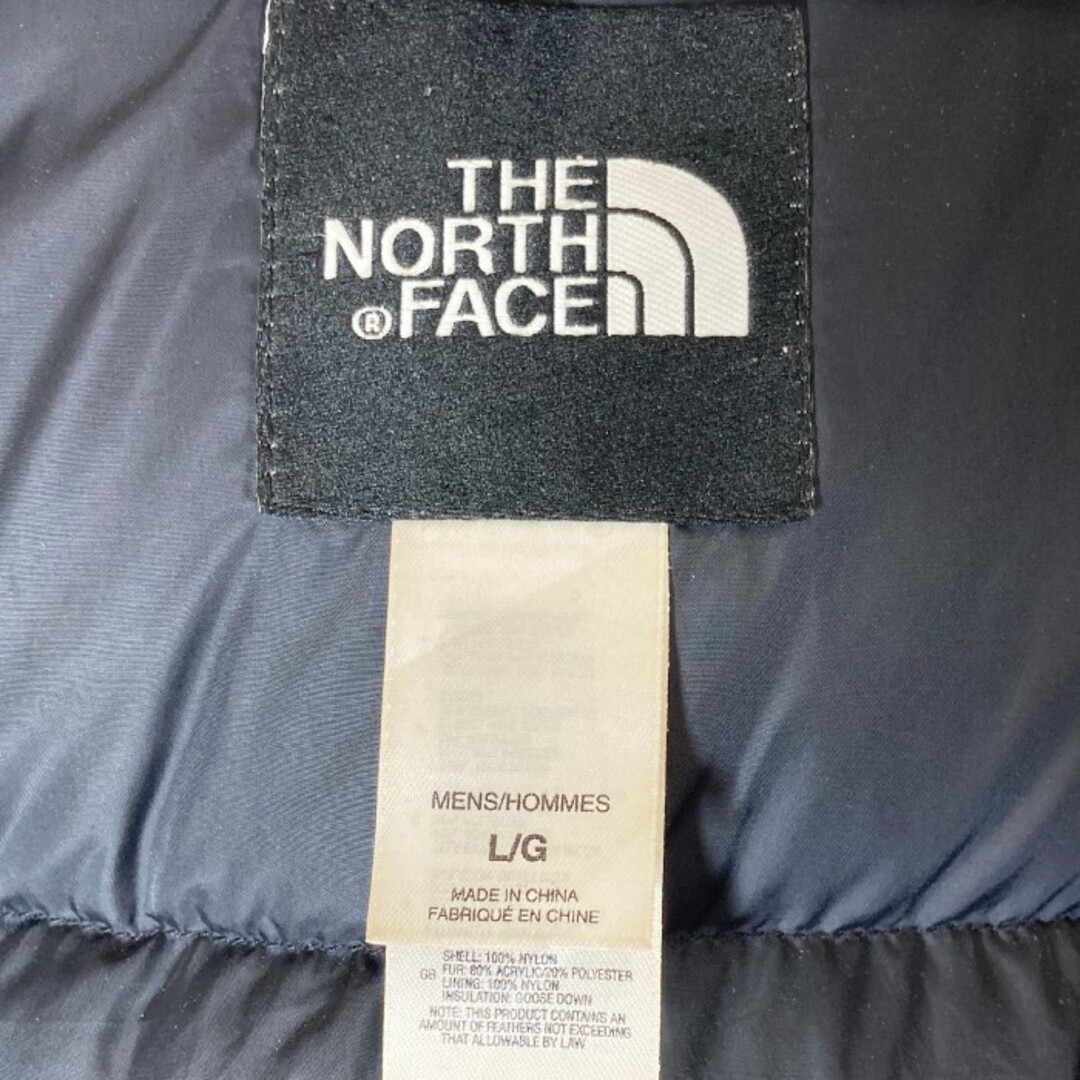 THE
NORTH
® FACE
MENS/HOMMES
L/G
MADE IN CHINA
FABRIQUÉ EN CHINE
SHELL: 100% NYLON
GB FUR: 80% ACRYLIC/20% POLYESTER
LINING: 100% NYLON
INSULATION: GOOSE DOWN
NOTE: THIS PRODUCT CONTAINS AN
AMOUNT OF FEATHERS NOT EXCEEDING
THAT ALLOWABLE BY LAW